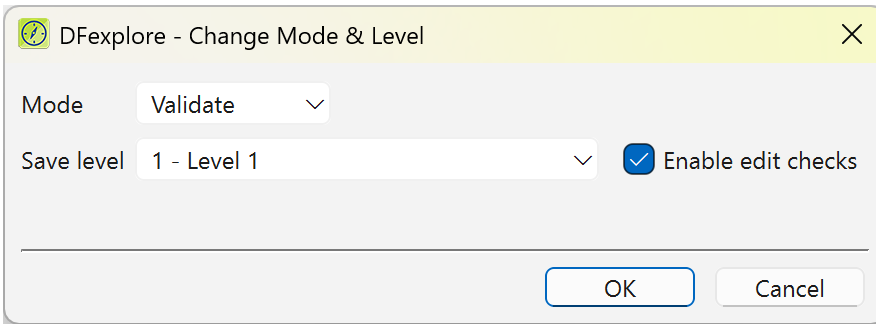 DFexplore - Change Mode & Level
Mode Validate
Save level 1 - Level 1 Enable edit checks
OK Cancel